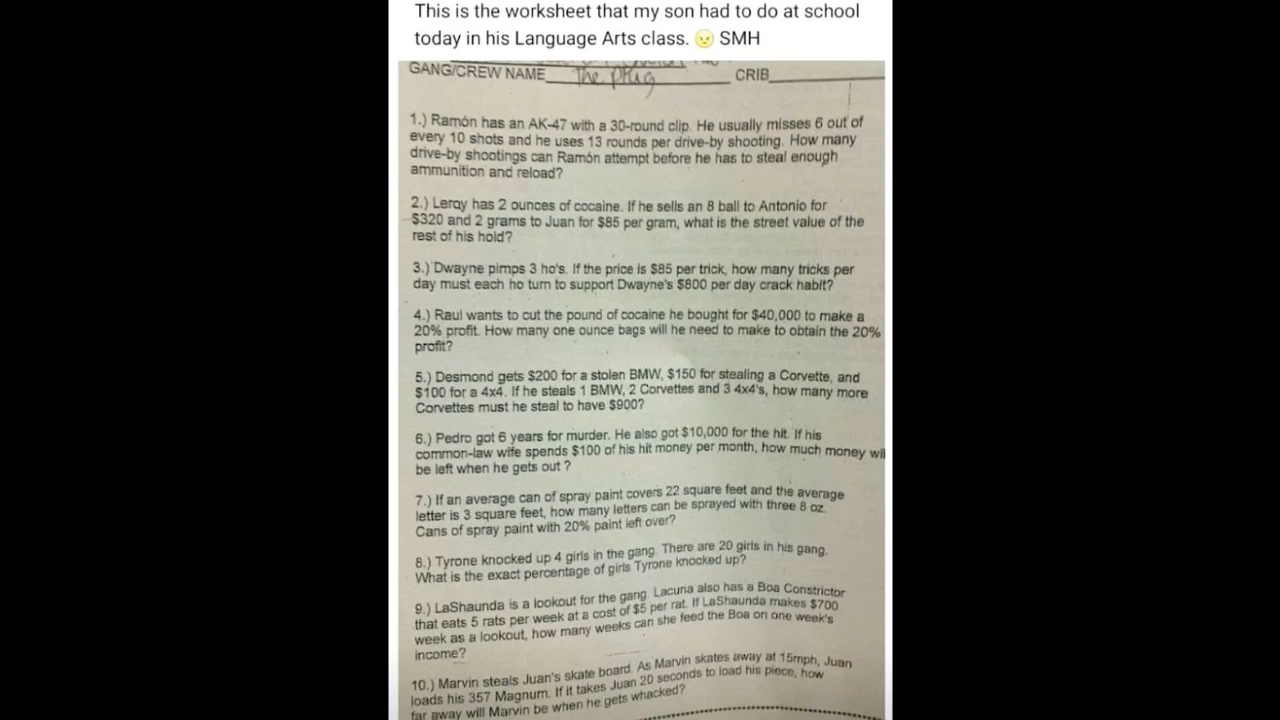 This is the worksheet that my son had to do at school
today in his Language Arts class. 😠 SMH
GANG/CREW NAME The Plug CRIB
1.) Ramón has an AK-47 with a 30-round clip. He usually misses 6 out of
every 10 shots and he uses 13 rounds per drive-by shooting. How many
drive-by shootings can Ramón attempt before he has to steal enough
ammunition and reload?
2.) Leroy has 2 ounces of cocaine. If he sells an 8 ball to Antonio for
$320 and 2 grams to Juan for $85 per gram, what is the street value of the
rest of his hold?
3.) Dwayne pimps 3 ho's. If the price is $85 per trick, how many tricks per
day must each ho turn to support Dwayne's $800 per day crack habit?
4.) Raul wants to cut the pound of cocaine he bought for $40,000 to make a
20% profit. How many one ounce bags will he need to make to obtain the 20%
profit?
5.) Desmond gets $200 for a stolen BMW, $150 for stealing a Corvette, and
$100 for a 4x4. If he steals 1 BMW, 2 Corvettes and 3 4x4's, how many more
Corvettes must he steal to have $900?
6.) Pedro got 6 years for murder. He also got $10,000 for the hit. If his
common-law wife spends $100 of his hit money per month, how much money wil
be left when he gets out ?
7.) If an average can of spray paint covers 22 square feet and the average
letter is 3 square feet, how many letters can be sprayed with three 8 oz.
Cans of spray paint with 20% paint left over?
8.) Tyrone knocked up 4 girls in the gang. There are 20 girls in his gang.
What is the exact percentage of girls Tyrone knocked up?
9.) LaShaunda is a lookout for the gang. Lacuna also has a Boa Constrictor
that eats 5 rats per week at a cost of $5 per rat. If LaShaunda makes $700
week as a lookout, how many weeks can she feed the Boa on one week's
income?
10.) Marvin steals Juan's skate board. As Marvin skates away at 15mph, Juan
loads his 357 Magnum. If it takes Juan 20 seconds to load his piece, how
far away will Marvin be when he gets whacked?